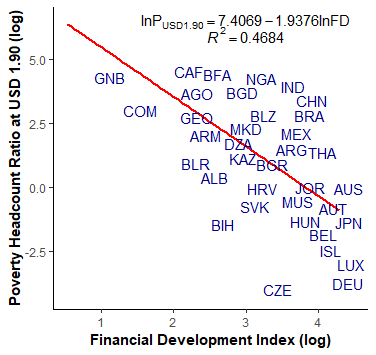 lnP_USD1.90 = 7.4069 − 1.9376lnFD
R² = 0.4684
Poverty Headcount Ratio at USD 1.90 (log)
5.0
2.5
0.0
-2.5
GNB
CAF
BFA
NGA
IND
COM
AGO
BGD
CHN
GEO
BLZ
BRA
ARM
MKD
MEX
DZA
ARG
THA
BLR
KAZ
BGR
ALB
HRV
JOR
AUS
SVK
MUS
AUT
BIH
HUN
JPN
BEL
ISL
LUX
CZE
DEU
1
2
3
4
Financial Development Index (log)